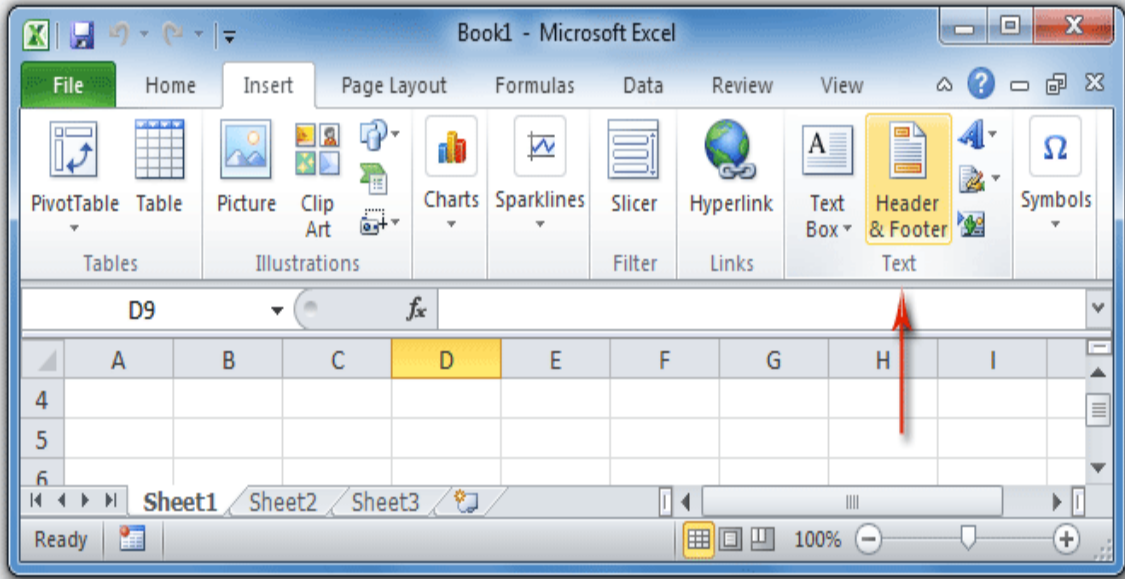 Book1 - Microsoft Excel
File Home Insert Page Layout Formulas Data Review View
PivotTable Table Picture Clip Art Charts Sparklines Slicer Hyperlink Text Box Header & Footer Symbols
Tables Illustrations Filter Links Text
D9 fx
A B C D E F G H I
4
5
6
Sheet1 Sheet2 Sheet3
Ready 100%